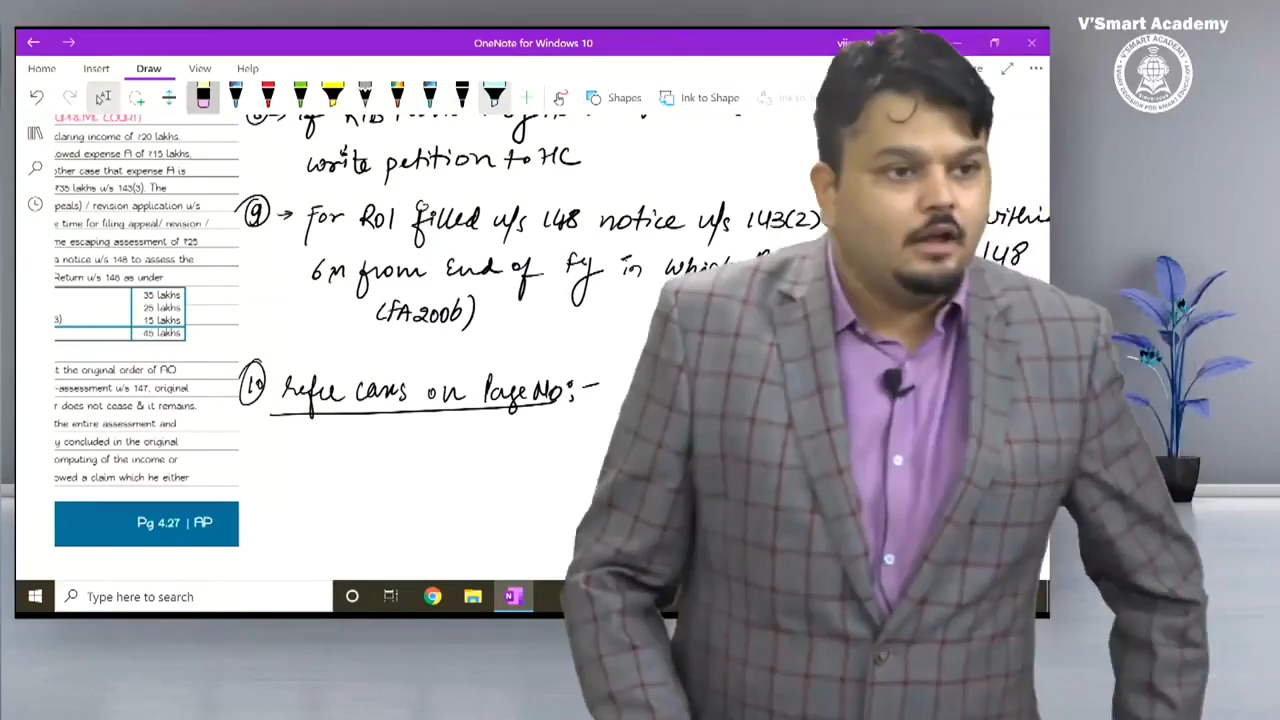 V'Smart Academy
OneNote for Windows 10
Home Insert Draw View Help
Shapes Ink to Shape
UPREME COURT)
claring income of ₹20 lakhs.
owed expense A of ₹15 lakhs,
other case that expense A is
₹35 lakhs u/s 143(3). The
peals) / revision application u/s
e time for filing appeal/ revision /
me escaping assessment of ₹25
a notice u/s 148 to assess the
Return u/s 148 as under
35 lakhs
25 lakhs
3) 15 lakhs
45 lakhs
t the original order of AO
-assessment u/s 147, original
r does not cease & it remains.
the entire assessment and
y concluded in the original
omputing of the income or
owed a claim which he either
Pg 4.27 | AP
write petition to HC
9 → For ROI filled u/s 148 notice u/s 143(2) within
6M from End of Fy in which 148
(FA2006)
10 Refer cases on Page No:-
Type here to search